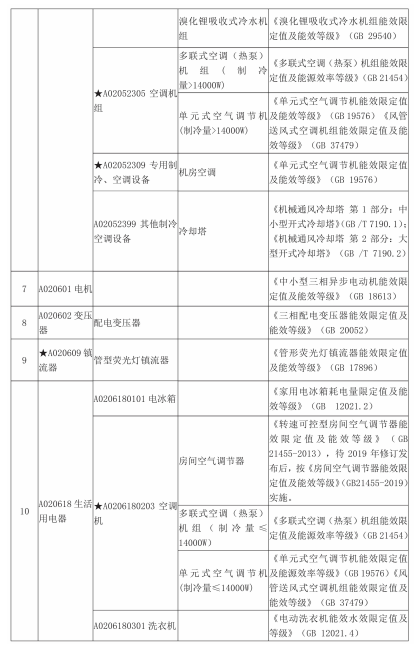 溴化锂吸收式冷水机
组
《溴化锂吸收式冷水机组能效限
定值及能效等级》（GB 29540）
★A02052305 空调机
组
多联式空调（热泵）
机组(制冷
量>14000W)
《多联式空调（热泵）机组能效限
定值及能源效率等级》（GB 21454）
单元式空气调节机
(制冷量>14000W)
《单元式空气调节机能效限定值
及能效等级》（GB 19576）《风管
送风式空调机组能效限定值及能
效等级》（GB 37479）
★A02052309 专用制
冷、空调设备
机房空调
《单元式空气调节机能效限定值
及能效等级》（GB 19576）
A02052399 其他制冷
空调设备
冷却塔
《机械通风冷却塔 第 1 部分：中
小型开式冷却塔》（GB /T 7190.1）；
《机械通风冷却塔 第 2 部分：大
型开式冷却塔》（GB /T 7190.2）
7
A020601 电机
《中小型三相异步电动机能效限
定值及能效等级》（GB 18613）
8
A020602 变压
器
配电变压器
《三相配电变压器能效限定值及
能效等级》（GB 20052）
9
★A020609 镇
流器
管型荧光灯镇流器
《管形荧光灯镇流器能效限定值
及能效等级》（GB 17896）
10
A020618 生活
用电器
A0206180101 电冰箱
《家用电冰箱耗电量限定值及能
效等级》（GB 12021.2）
★A0206180203 空调
机
房间空气调节器
《转速可控型房间空气调节器能
效限定值及能效等级》（GB
21455-2013），待 2019 年修订发
布后，按《房间空气调节器能效限
定值及能效等级》（GB21455-2019）
实施。
多联式空调（热泵）
机组（制冷量≤
14000W）
《多联式空调（热泵）机组能效限
定值及能源效率等级》（GB 21454）
单元式空气调节机
(制冷量≤14000W)
《单元式空气调节机能效限定值
及能源效率等级》（GB 19576）《风
管送风式空调机组能效限定值及
能效等级》（GB 37479）
A0206180301 洗衣机
《电动洗衣机能效水效限定值及
等级》（GB 12021.4）